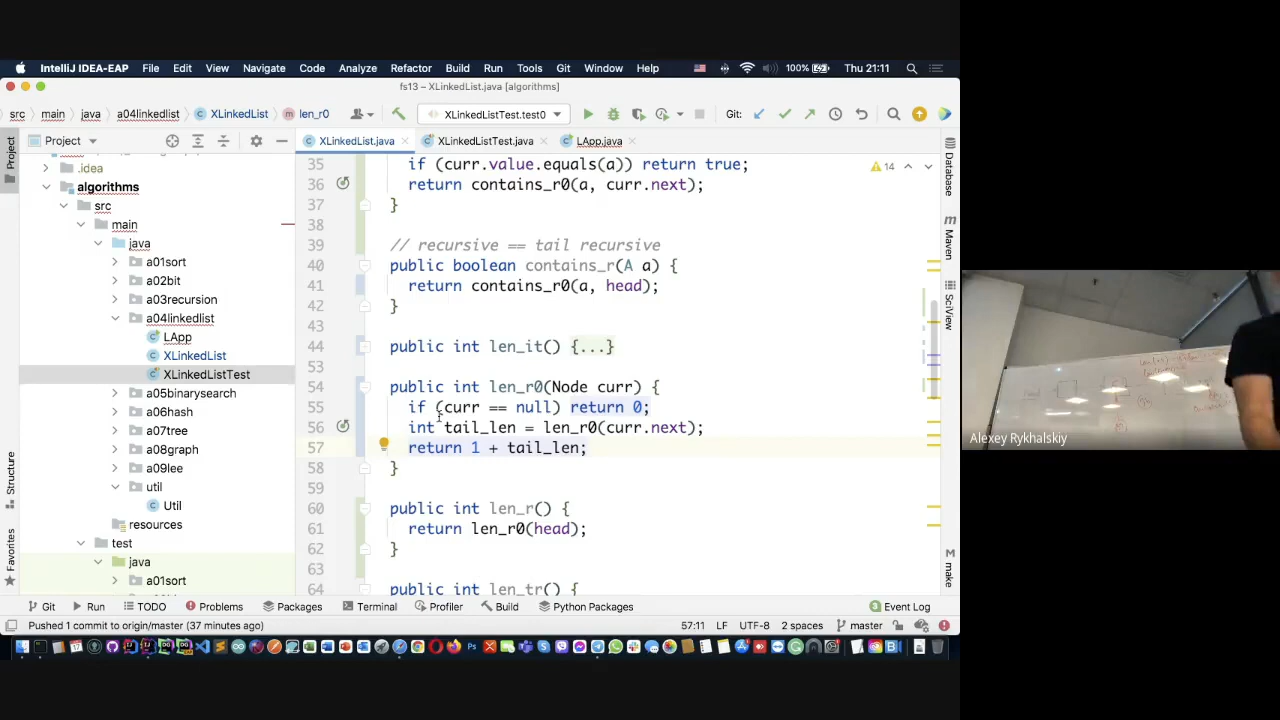 IntelliJ IDEA-EAP File Edit View Navigate Code Analyze Refactor Build Run Tools Git Window Help 100% Thu 21:11
fs13 – XLinkedList.java [algorithms]
src main java a04linkedlist XLinkedList len_r0 XLinkedListTest.test0 Git:
Project XLinkedList.java XLinkedListTest.java LApp.java
.idea
algorithms
src
main
java
a01sort
a02bit
a03recursion
a04linkedlist
LApp
XLinkedList
XLinkedListTest
a05binarysearch
a06hash
a07tree
a08graph
a09lee
util
Util
resources
test
java
a01sort
Project
Structure
Favorites
35 if (curr.value.equals(a)) return true;
36 return contains_r0(a, curr.next);
37 }
38
39 // recursive == tail recursive
40 public boolean contains_r(A a) {
41 return contains_r0(a, head);
42 }
43
44 public int len_it() {...}
53
54 public int len_r0(Node curr) {
55 if (curr == null) return 0;
56 int tail_len = len_r0(curr.next);
57 return 1 + tail_len;
58 }
59
60 public int len_r() {
61 return len_r0(head);
62 }
63
64 public int len_tr() {
14
Database
Maven
SciView
make
Git Run TODO Problems Packages Terminal Profiler Build Python Packages Event Log
Pushed 1 commit to origin/master (37 minutes ago) 57:11 LF UTF-8 2 spaces master
Alexey Rykhalskiy